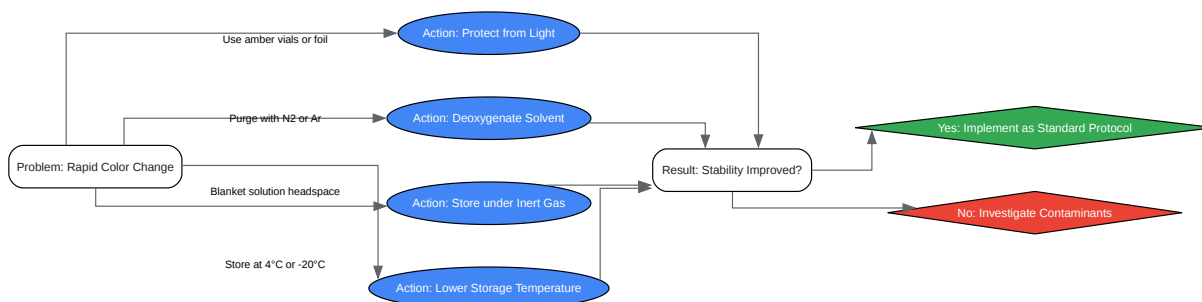 Use amber vials or foil
Action: Protect from Light
Purge with N2 or Ar
Action: Deoxygenate Solvent
Yes: Implement as Standard Protocol
Problem: Rapid Color Change
Result: Stability Improved?
Blanket solution headspace
Action: Store under Inert Gas
No: Investigate Contaminants
Store at 4°C or -20°C
Action: Lower Storage Temperature